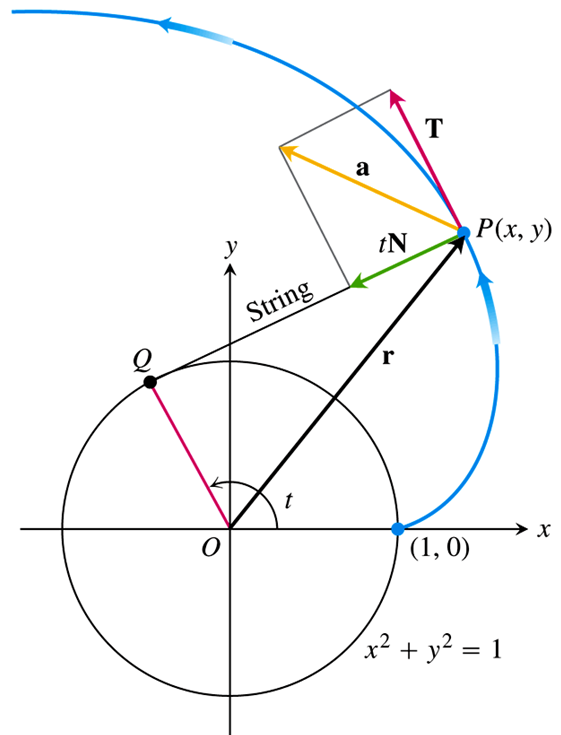 T
a
P(x, y)
tN
y
String
r
Q
t
x
O
(1, 0)
x² + y² = 1